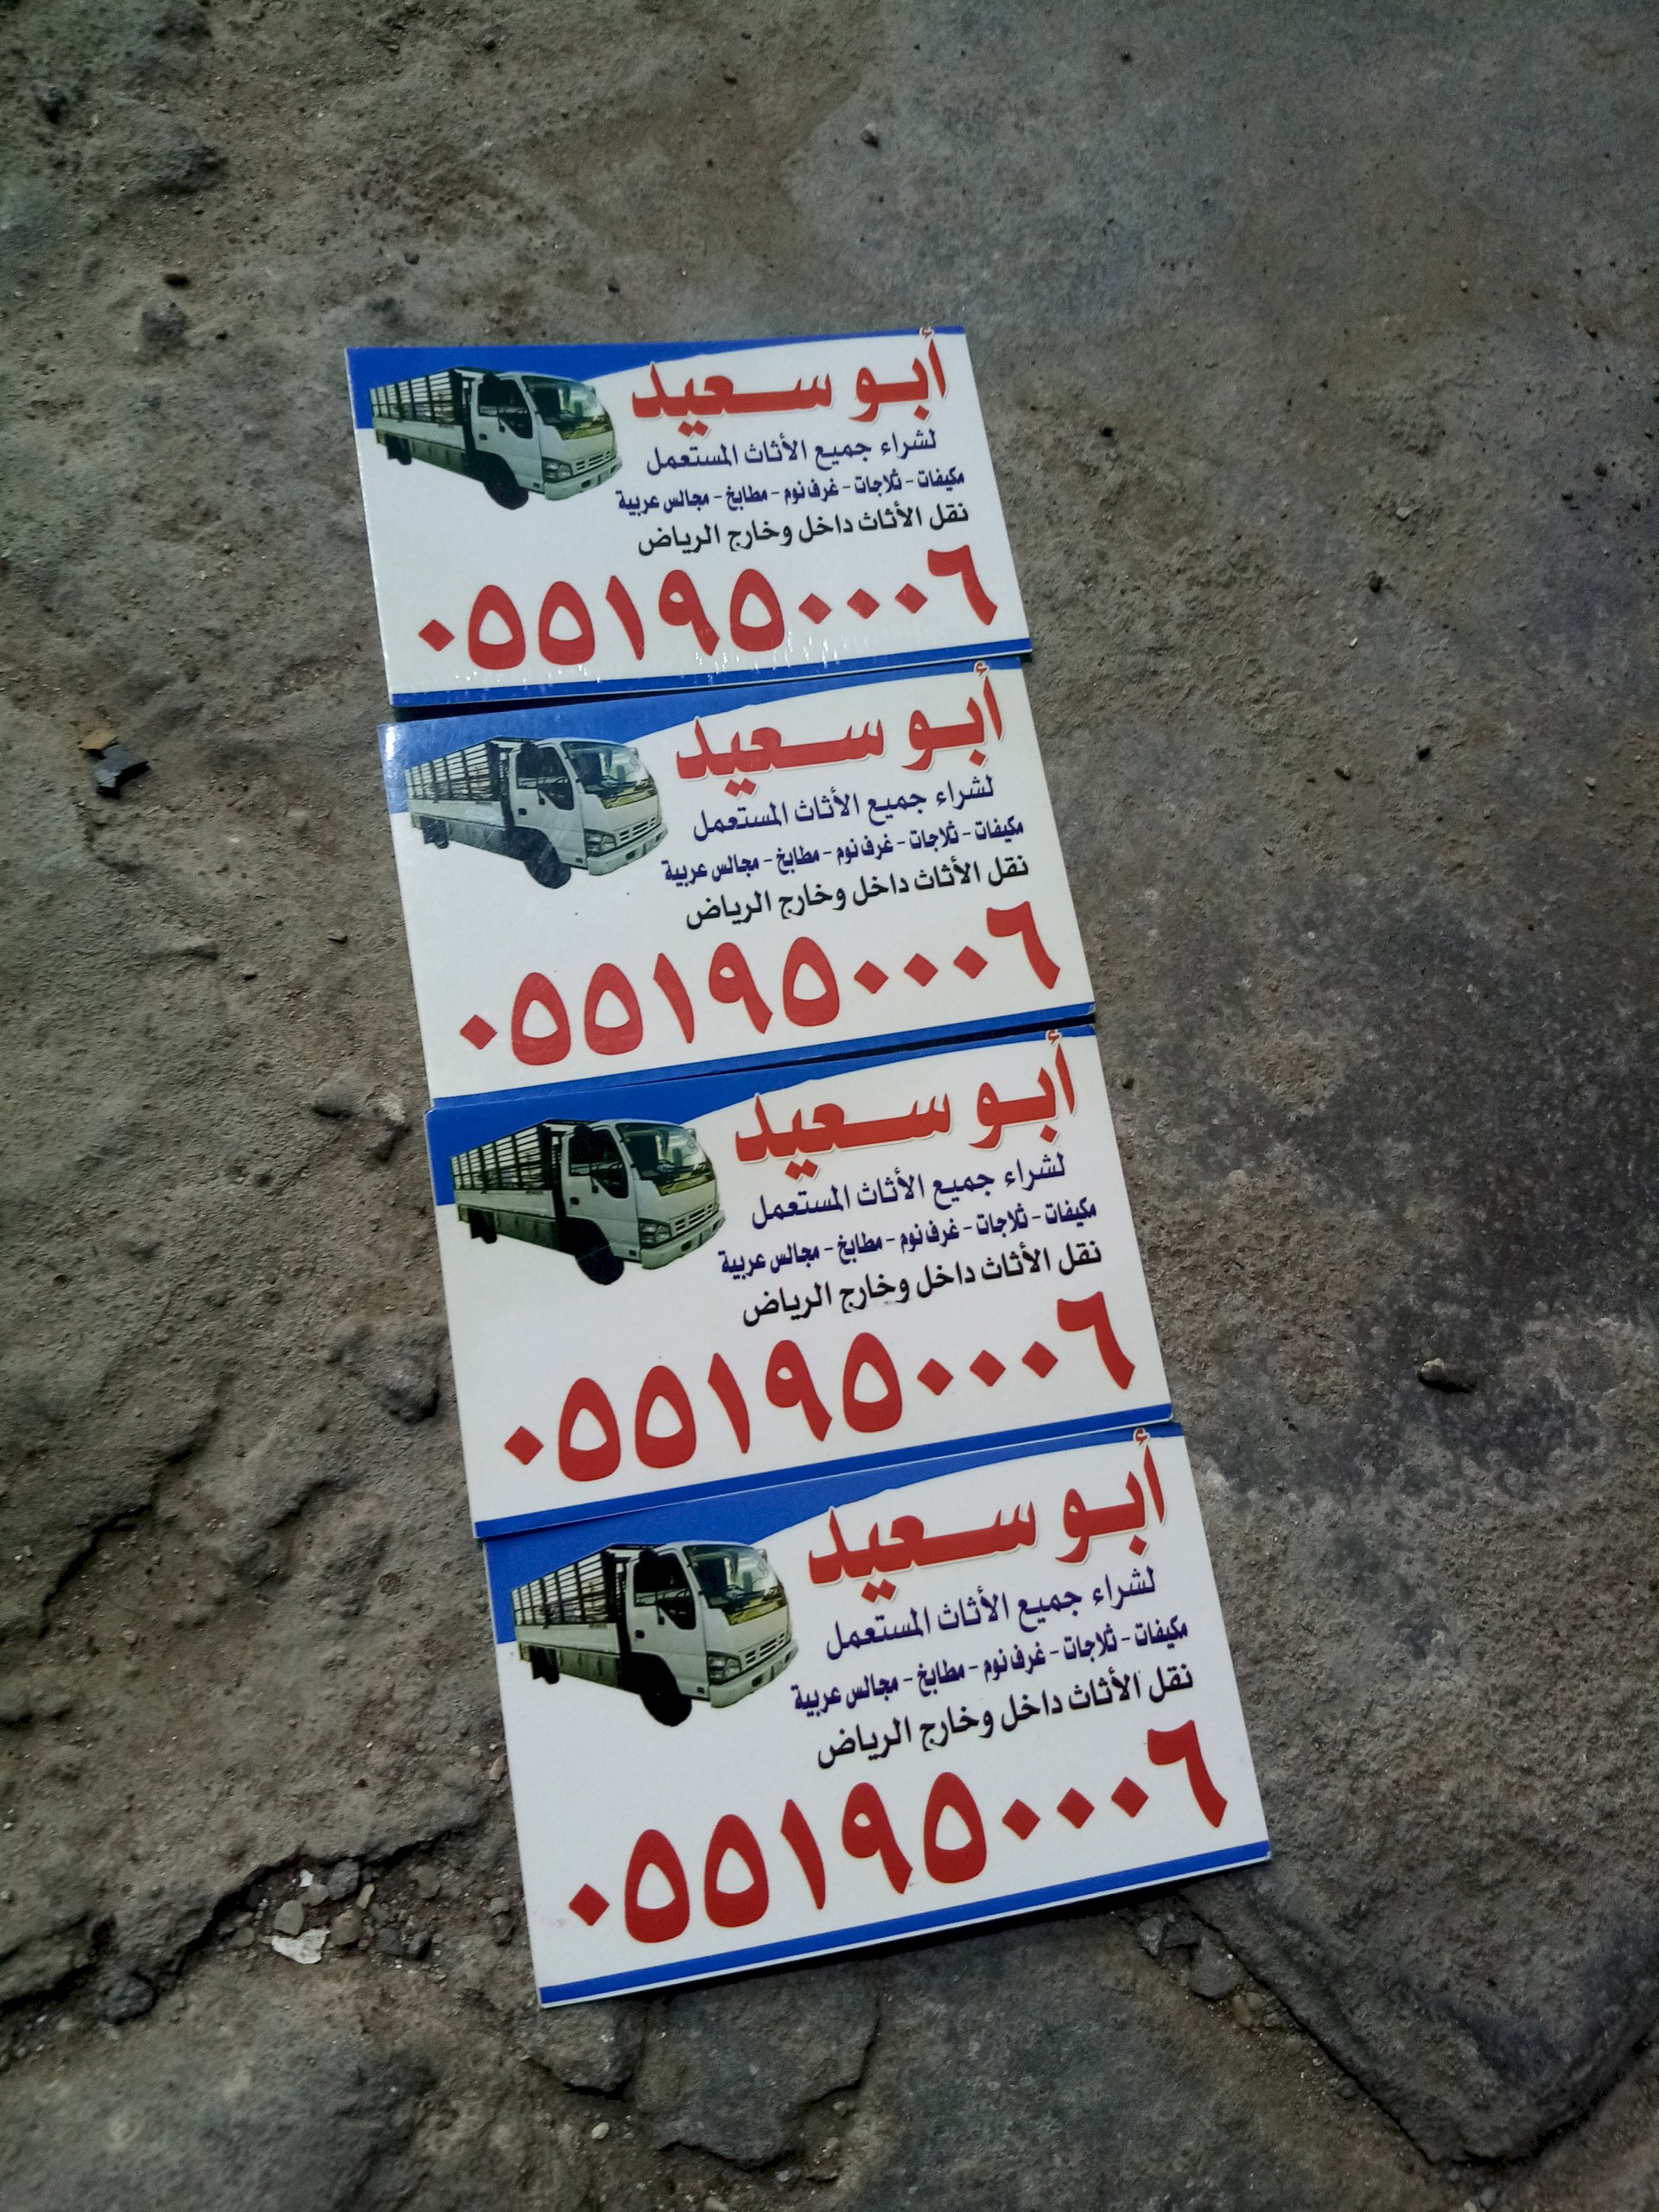 أبو سعيد
لشراء جميع الأثاث المستعمل
مكيفات - ثلاجات - غرف نوم - مطابخ - مجالس عربية
نقل الأثاث داخل وخارج الرياض
٠٥٥١٩٥٠٠٠٦
أبو سعيد
لشراء جميع الأثاث المستعمل
مكيفات - ثلاجات - غرف نوم - مطابخ - مجالس عربية
نقل الأثاث داخل وخارج الرياض
٠٥٥١٩٥٠٠٠٦
أبو سعيد
لشراء جميع الأثاث المستعمل
مكيفات - ثلاجات - غرف نوم - مطابخ - مجالس عربية
نقل الأثاث داخل وخارج الرياض
٠٥٥١٩٥٠٠٠٦
أبو سعيد
لشراء جميع الأثاث المستعمل
مكيفات - ثلاجات - غرف نوم - مطابخ - مجالس عربية
نقل الأثاث داخل وخارج الرياض
٠٥٥١٩٥٠٠٠٦